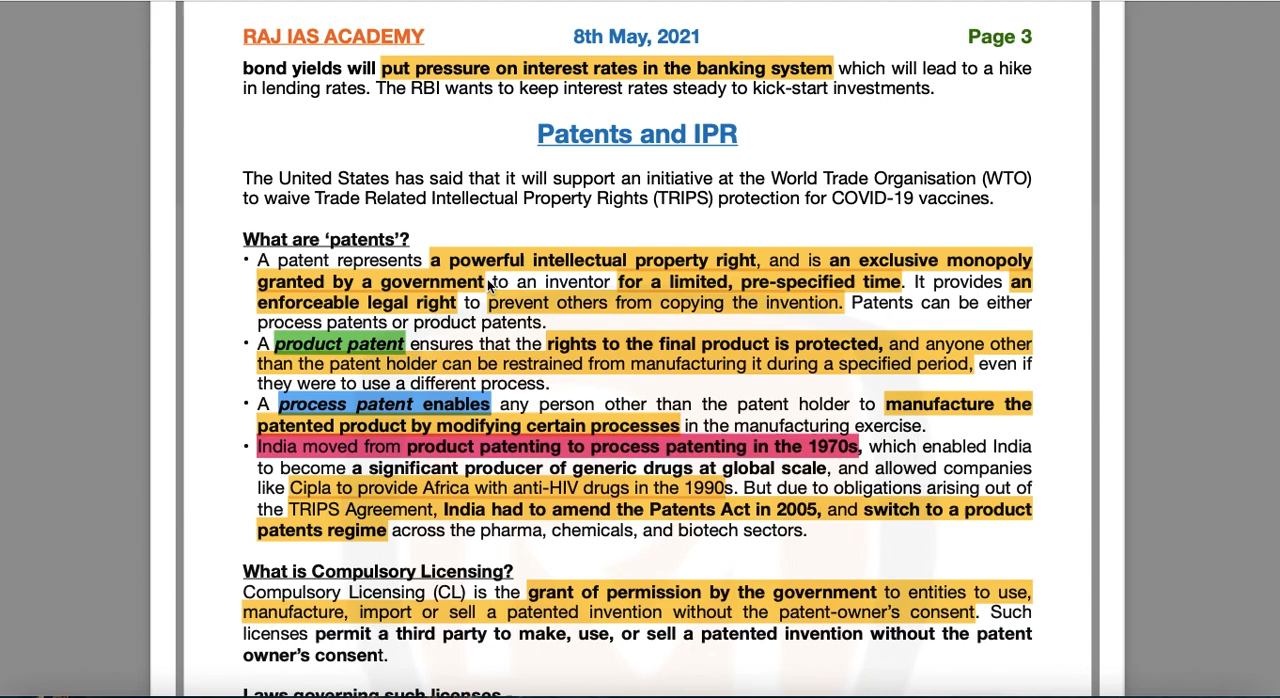 RAJ IAS ACADEMY 8th May, 2021 Page 3
bond yields will put pressure on interest rates in the banking system which will lead to a hike
in lending rates. The RBI wants to keep interest rates steady to kick-start investments.
Patents and IPR
The United States has said that it will support an initiative at the World Trade Organisation (WTO)
to waive Trade Related Intellectual Property Rights (TRIPS) protection for COVID-19 vaccines.
What are ‘patents’?
• A patent represents a powerful intellectual property right, and is an exclusive monopoly
granted by a government to an inventor for a limited, pre-specified time. It provides an
enforceable legal right to prevent others from copying the invention. Patents can be either
process patents or product patents.
• A product patent ensures that the rights to the final product is protected, and anyone other
than the patent holder can be restrained from manufacturing it during a specified period, even if
they were to use a different process.
• A process patent enables any person other than the patent holder to manufacture the
patented product by modifying certain processes in the manufacturing exercise.
• India moved from product patenting to process patenting in the 1970s, which enabled India
to become a significant producer of generic drugs at global scale, and allowed companies
like Cipla to provide Africa with anti-HIV drugs in the 1990s. But due to obligations arising out of
the TRIPS Agreement, India had to amend the Patents Act in 2005, and switch to a product
patents regime across the pharma, chemicals, and biotech sectors.
What is Compulsory Licensing?
Compulsory Licensing (CL) is the grant of permission by the government to entities to use,
manufacture, import or sell a patented invention without the patent-owner’s consent. Such
licenses permit a third party to make, use, or sell a patented invention without the patent
owner’s consent.
Laws governing such licenses